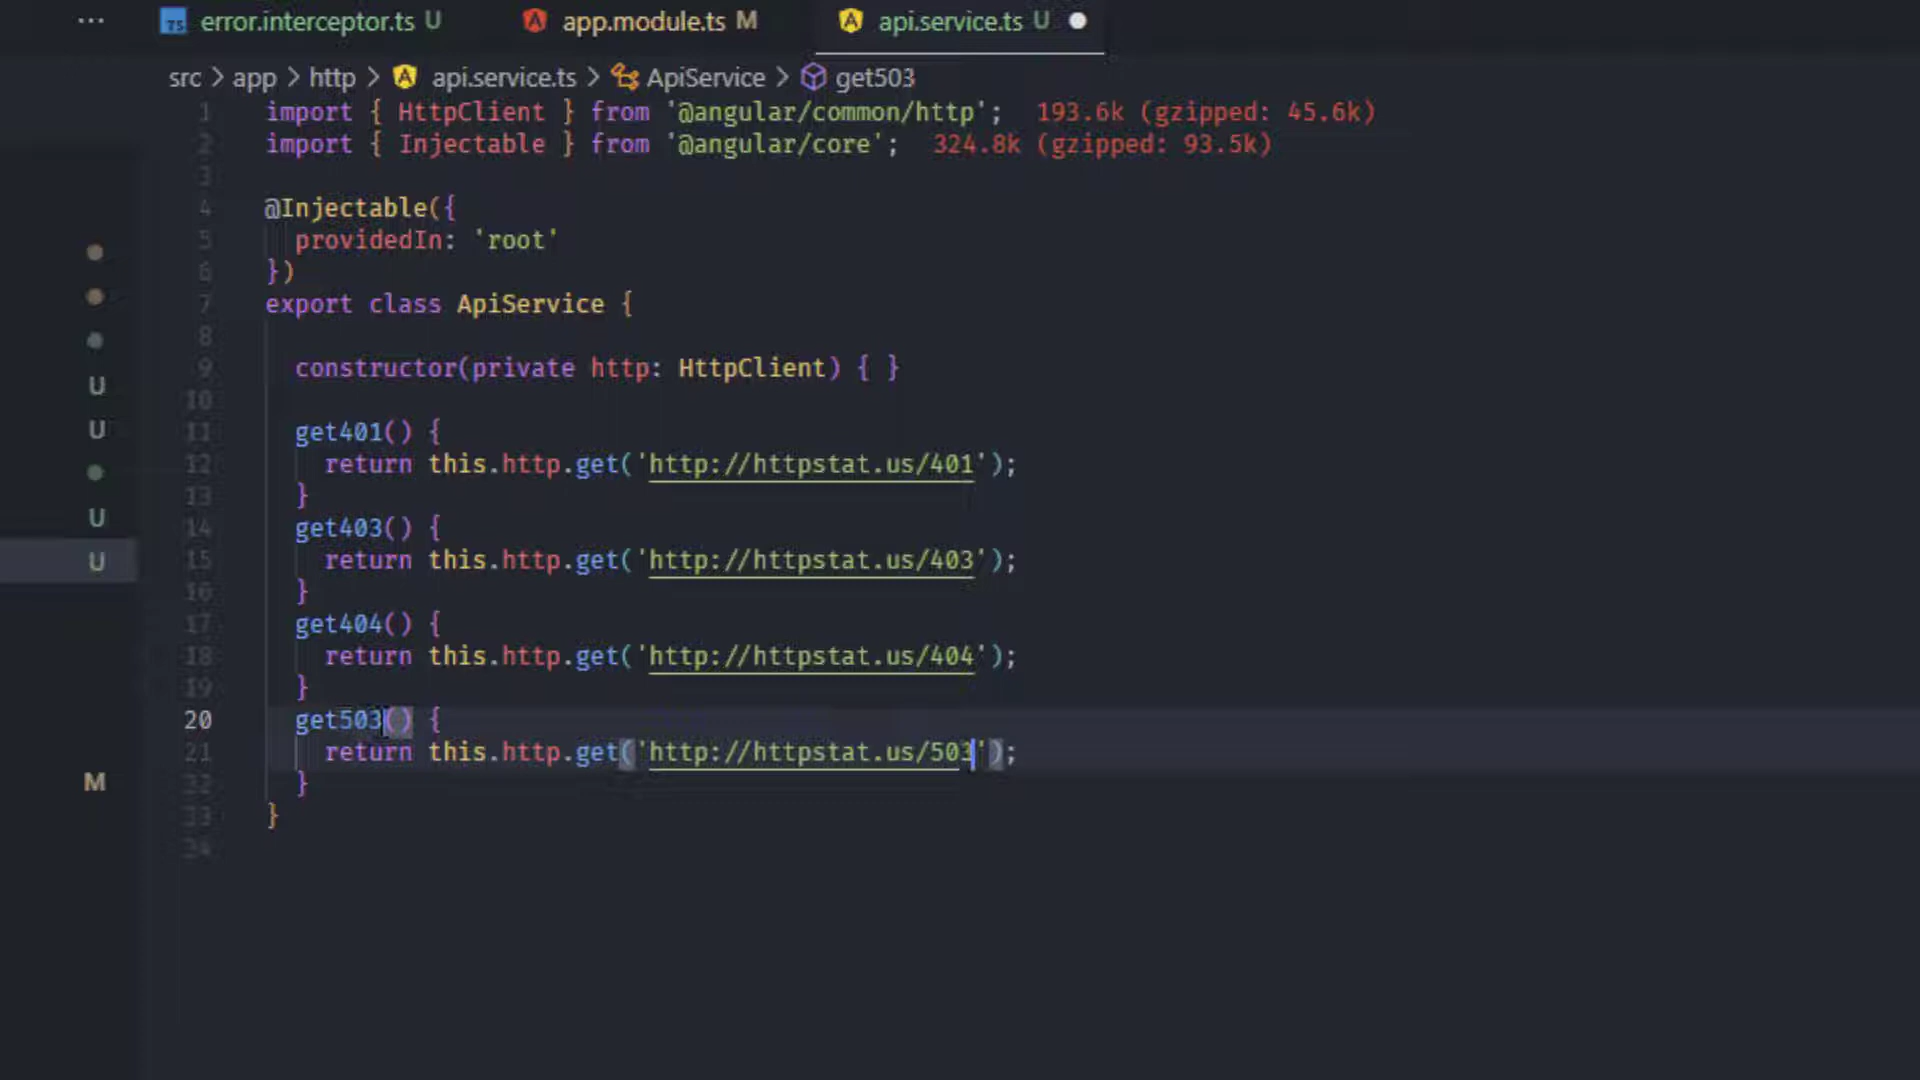 ··· error.interceptor.ts U app.module.ts M api.service.ts U
src > app > http > api.service.ts > ApiService > get503
1 import { HttpClient } from '@angular/common/http'; 193.6k (gzipped: 45.6k)
2 import { Injectable } from '@angular/core'; 324.8k (gzipped: 93.5k)
3
4 @Injectable({
5 providedIn: 'root'
6 })
7 export class ApiService {
8
9 constructor(private http: HttpClient) { }
10
11 get401() {
12 return this.http.get('http://httpstat.us/401');
13 }
14 get403() {
15 return this.http.get('http://httpstat.us/403');
16 }
17 get404() {
18 return this.http.get('http://httpstat.us/404');
19 }
20 get503() {
21 return this.http.get('http://httpstat.us/503');
22 }
23 }
24
U
U
U
U
M